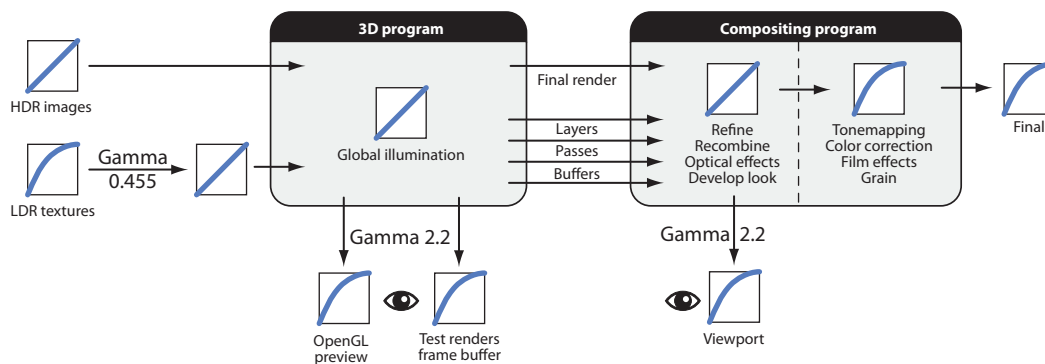 3D program
Compositing program
HDR images
Final render
Global illumination
Layers
Passes
Buffers
Refine
Recombine
Optical effects
Develop look
Tonemapping
Color correction
Film effects
Grain
Final
LDR textures
Gamma
0.455
Gamma 2.2
Gamma 2.2
OpenGL
preview
Test renders
frame buffer
Viewport